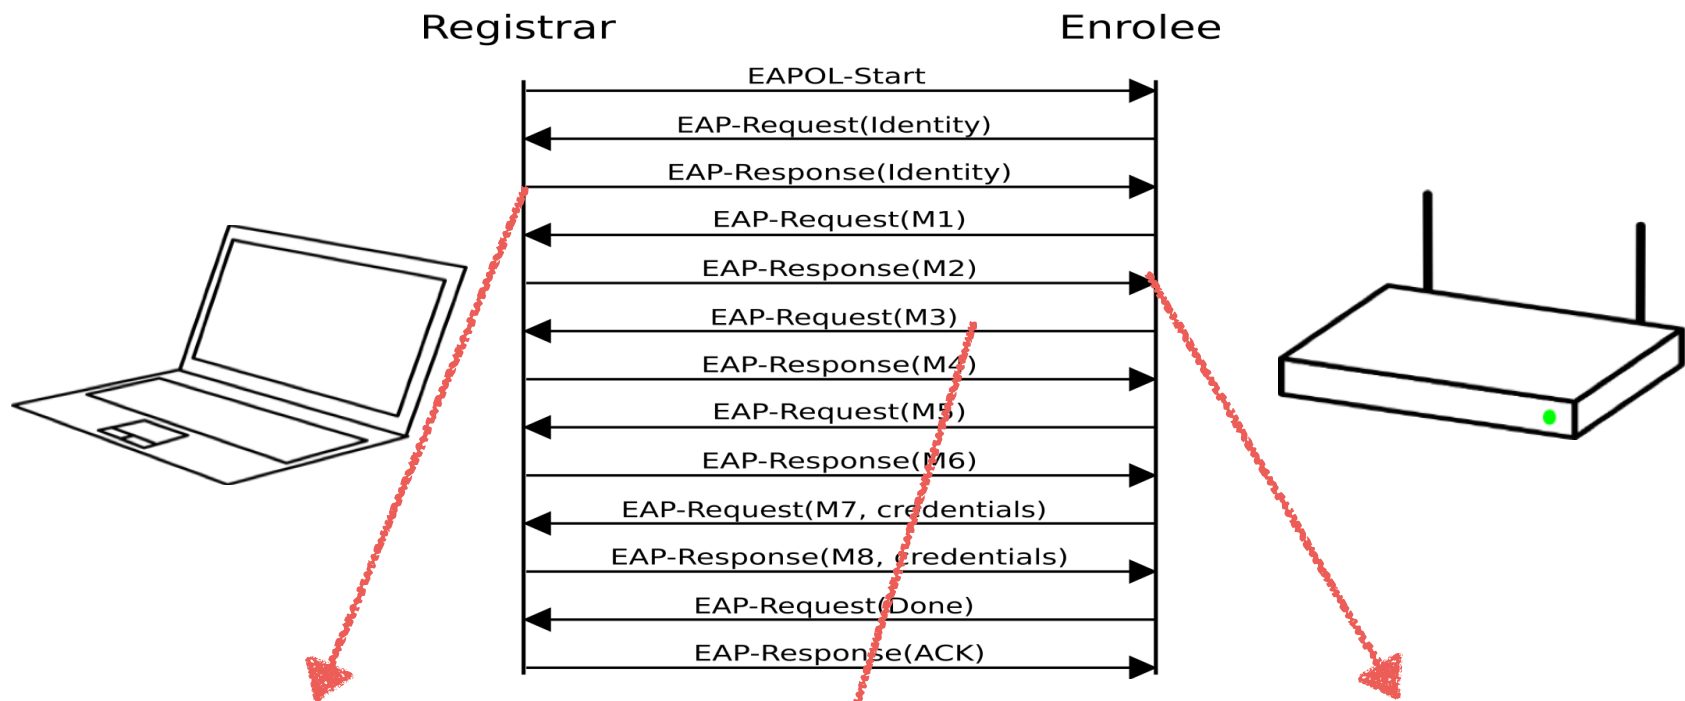 Registrar
Enrolee
EAPOL-Start
EAP-Request(Identity)
EAP-Response(Identity)
EAP-Request(M1)
EAP-Response(M2)
EAP-Request(M3)
EAP-Response(M4)
EAP-Request(M5)
EAP-Response(M6)
EAP-Request(M7, credentials)
EAP-Response(M8, credentials)
EAP-Request(Done)
EAP-Response(ACK)